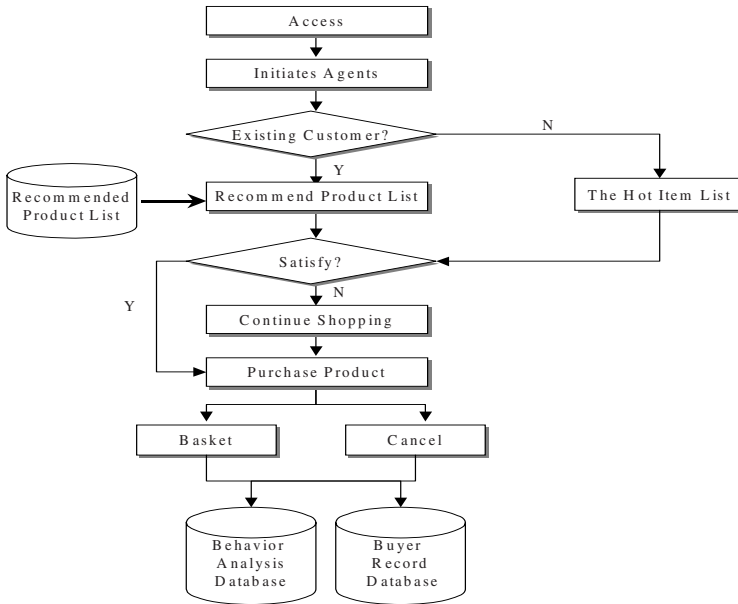 Access
Initiates Agents
Existing Customer?
N
Y
Recommended
Product List
Recommend Product List
The Hot Item List
Satisfy?
Y
N
Continue Shopping
Purchase Product
Basket
Cancel
Behavior
Analysis
Database
Buyer
Record
Database